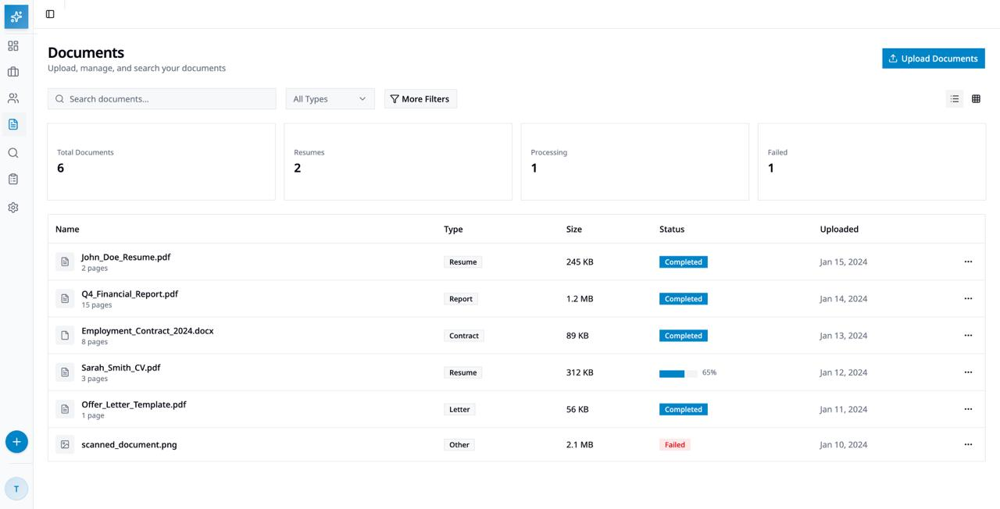 Documents
Upload, manage, and search your documents
Upload Documents
Search documents...
All Types
More Filters
Total Documents
6
Resumes
2
Processing
1
Failed
1
Name Type Size Status Uploaded
John_Doe_Resume.pdf
2 pages
Resume 245 KB Completed Jan 15, 2024
Q4_Financial_Report.pdf
15 pages
Report 1.2 MB Completed Jan 14, 2024
Employment_Contract_2024.docx
8 pages
Contract 89 KB Completed Jan 13, 2024
Sarah_Smith_CV.pdf
3 pages
Resume 312 KB 65% Jan 12, 2024
Offer_Letter_Template.pdf
1 page
Letter 56 KB Completed Jan 11, 2024
scanned_document.png Other 2.1 MB Failed Jan 10, 2024
T